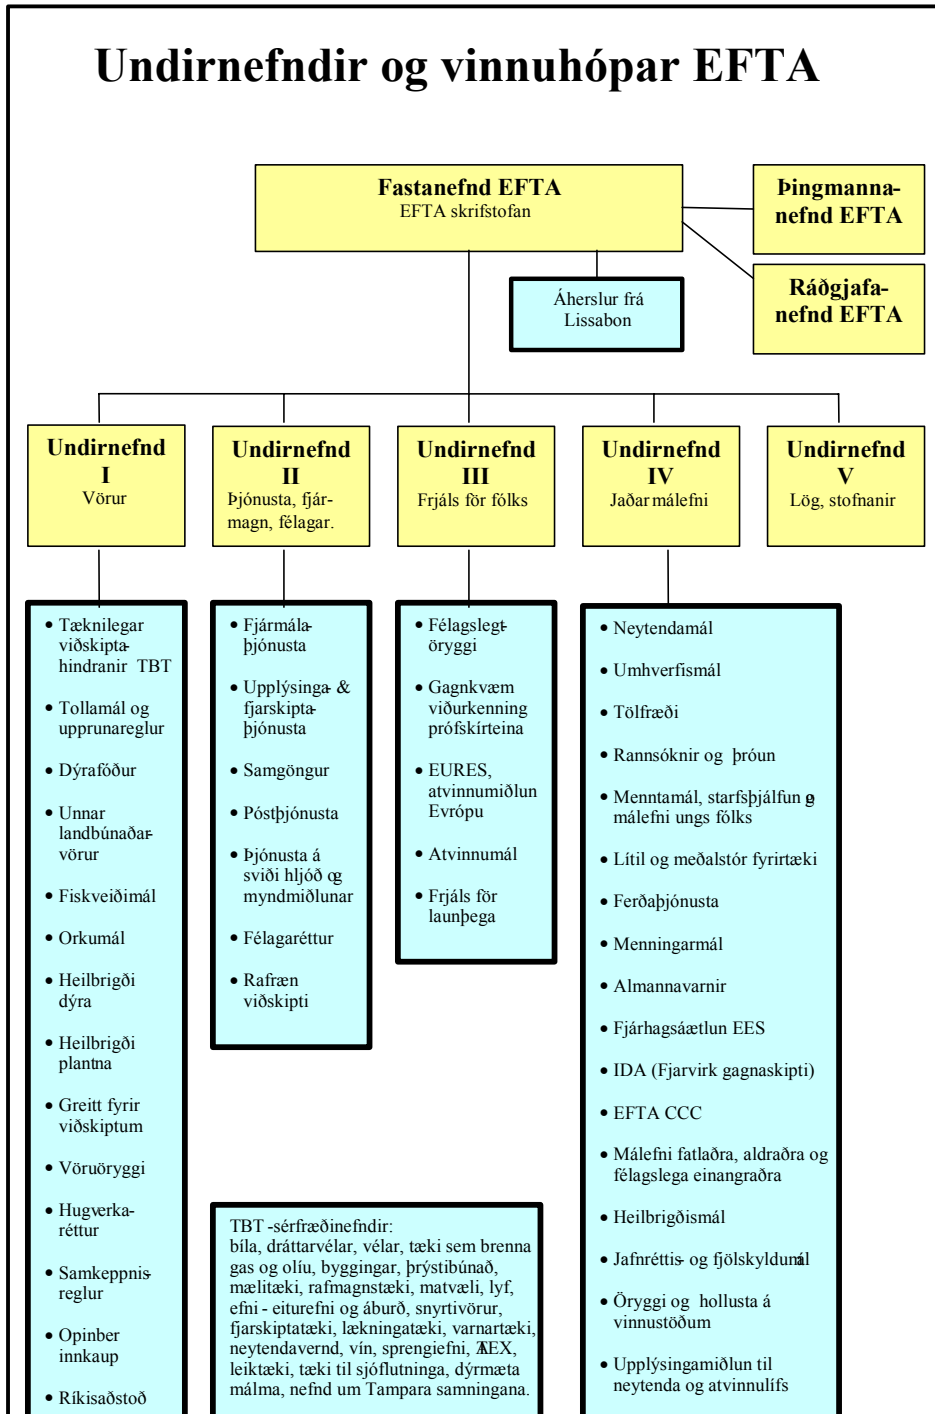 Undirnefndir og vinnuhópar EFTA
Fastanefnd EFTA
EFTA skrifstofan
Þingmanna-
nefnd EFTA
Ráðgjafa-
nefnd EFTA
Áherslur frá
Lissabon
Undirnefnd
I
Vörur
Undirnefnd
II
Þjónusta, fjár-
magn, félagar.
Undirnefnd
III
Frjáls för fólks
Undirnefnd
IV
Jaðarmálefni
Undirnefnd
V
Lög, stofnanir
• Tæknilegar
viðskipta-
hindranir TBT
• Tollamál og
upprunareglur
• Dýrafóður
• Unnar
landbúnaðar-
vörur
• Fiskveiðimál
• Orkumál
• Heilbrigði
dýra
• Heilbrigði
plantna
• Greitt fyrir
viðskiptum
• Vöruöryggi
• Hugverka-
réttur
• Samkeppnis-
reglur
• Opinber
innkaup
• Ríkisaðstoð
• Fjármála-
þjónusta
• Upplýsinga- &
fjarskipta-
þjónusta
• Samgöngur
• Póstþjónusta
• Þjónusta á
sviði hljóð og
myndmiðlunar
• Félagaréttur
• Rafræn
viðskipti
• Félagslegt-
öryggi
• Gagnkvæm
viðurkenning
prófskírteina
• EURES,
atvinnumiðlun
Evrópu
• Atvinnumál
• Frjáls för
launþega
• Neytendamál
• Umhverfismál
• Tölfræði
• Rannsóknir og þróun
• Menntamál, starfsþjálfun og
málefni ungs fólks
• Lítil og meðalstór fyrirtæki
• Ferðaþjónusta
• Menningarmál
• Almannavarnir
• Fjárhagsáætlun EES
• IDA (Fjarvirk gagnaskipti)
• EFTA CCC
• Málefni fatlaðra, aldraðra og
félagslega einangraðra
• Heilbrigðismál
• Jafnréttis- og fjölskyldumál
• Öryggi og hollusta á
vinnustöðum
• Upplýsingamiðlun til
neytenda og atvinnulífs
TBT -sérfræðinefndir:
bíla, dráttarvélar, vélar, tæki sem brenna
gas og olíu, byggingar, þrýstibúnað,
mælitæki, rafmagnstæki, matvæli, lyf,
efni - eiturefni og áburð, snyrtivörur,
fjarskiptatæki, lækningatæki, varnartæki,
neytendavernd, vín, sprengiefni, ATEX,
leiktæki, tæki til sjóflutninga, dýrmæta
málma, nefnd um Tampara samningana.